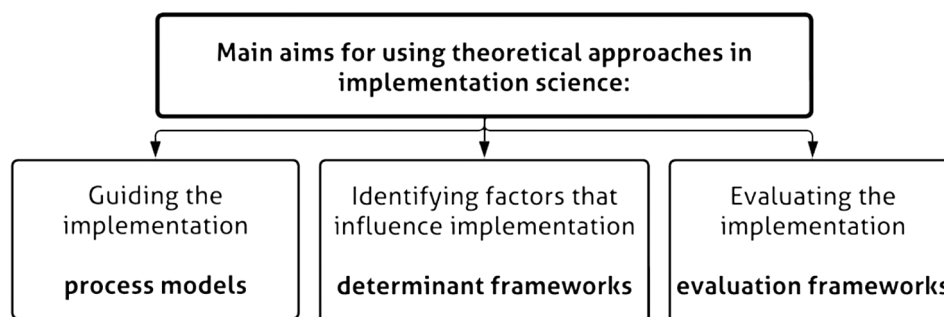 Main aims for using theoretical approaches in
implementation science:
Guiding the
implementation
process models
Identifying factors that
influence implementation
determinant frameworks
Evaluating the
implementation
evaluation frameworks